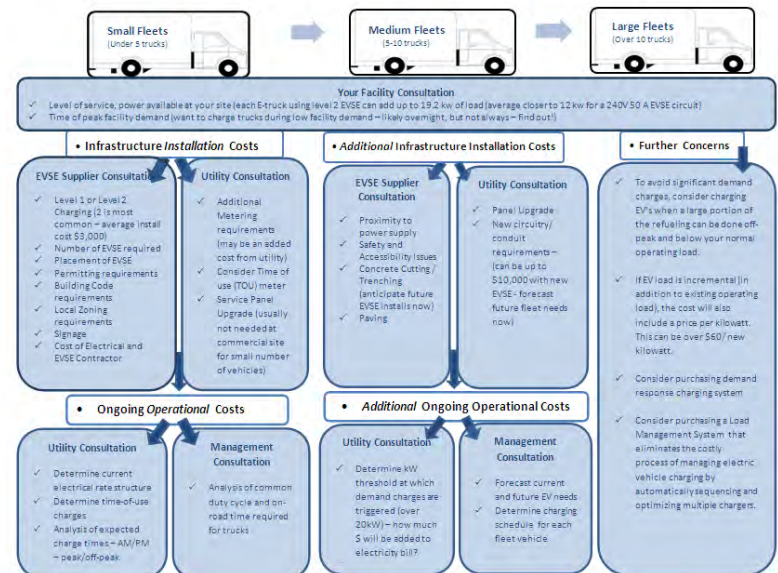 Small Fleets
(Under 5 trucks)
Medium Fleets
(5-10 trucks)
Large Fleets
(Over 10 trucks)
Your Facility Consultation
✓ Level of service, power available at your site (each E-truck using level 2 EVSE can add up to 19.2 kw of load (average closer to 12 kw for a 240V 50 A EVSE circuit)
✓ Time of peak facility demand (want to charge trucks during low facility demand – likely overnight, but not always – find out!)
• Infrastructure Installation Costs
EVSE Supplier Consultation
✓ Level 1 or Level 2
Charging (2 is most
common – average install
cost $3,000)
✓ Number of EVSE required
✓ Placement of EVSE
✓ Permitting requirements
✓ Building Code
requirements
✓ Local Zoning
requirements
✓ Signage
✓ Cost of Electrical and
EVSE Contractor
Utility Consultation
✓ Additional
Metering
requirements
(may be an added
cost from utility)
✓ Consider Time of
use (TOU) meter
✓ Service Panel
Upgrade (usually
not needed at
commercial site
for small number
of vehicles)
• Additional Infrastructure Installation Costs
EVSE Supplier
Consultation
✓ Proximity to
power supply
✓ Safety and
Accessibility Issues
✓ Concrete Cutting /
Trenching
(anticipate future
EVSE installs now)
✓ Paving
Utility Consultation
✓ Panel Upgrade
✓ New circuitry/
conduit
requirements –
(can be up to
$10,000 with new
EVSE - forecast
future fleet needs
now)
• Further Concerns
✓ To avoid significant demand
charges, consider charging
EV's when a large portion of
the refueling can be done off-
peak and below your normal
operating load.
✓ If EV load is incremental (in
addition to existing operating
load), the cost will also
include a price per kilowatt.
This can be over $60/ new
kilowatt.
✓ Consider purchasing demand
response charging system
✓ Consider purchasing a Load
Management System that
eliminates the costly
process of managing electric
vehicle charging by
automatically sequencing and
optimizing multiple chargers.
• Ongoing Operational Costs
Utility Consultation
✓ Determine current
electrical rate structure
✓ Determine time-of-use
charges
✓ Analysis of expected
charge times – AM/PM
– peak/off-peak.
Management
Consultation
✓ Analysis of common
duty cycle and on-
road time required
for trucks
• Additional Ongoing Operational Costs
Utility Consultation
✓ Determine kW
threshold at which
demand charges are
triggered (over
20kW) – how much
$ will be added to
electricity bill?
Management
Consultation
✓ Forecast current
and future EV needs
✓ Determine charging
schedule for each
fleet vehicle